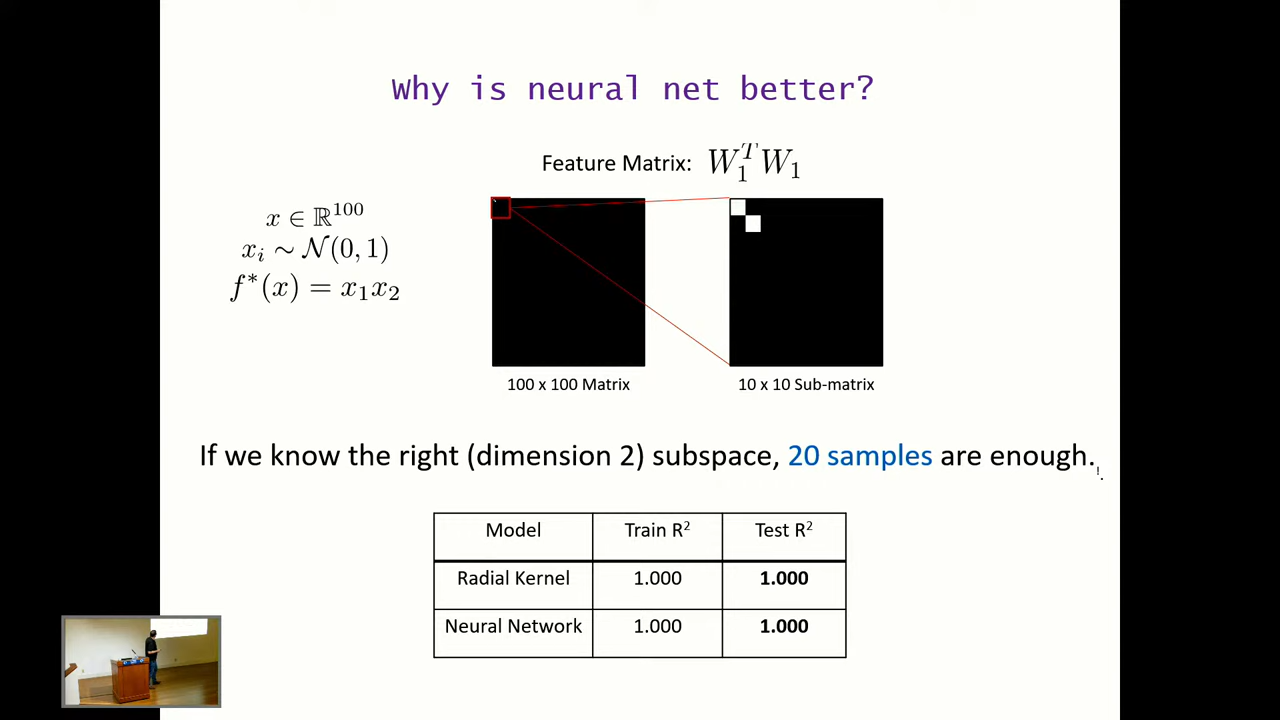 Why is neural net better?
Feature Matrix: W₁ᵀW₁
x ∈ ℝ¹⁰⁰
xᵢ ∼ 𝒩(0, 1)
f*(x) = x₁x₂
100 x 100 Matrix
10 x 10 Sub-matrix
If we know the right (dimension 2) subspace, 20 samples are enough.
Model Train R² Test R²
Radial Kernel 1.000 1.000
Neural Network 1.000 1.000